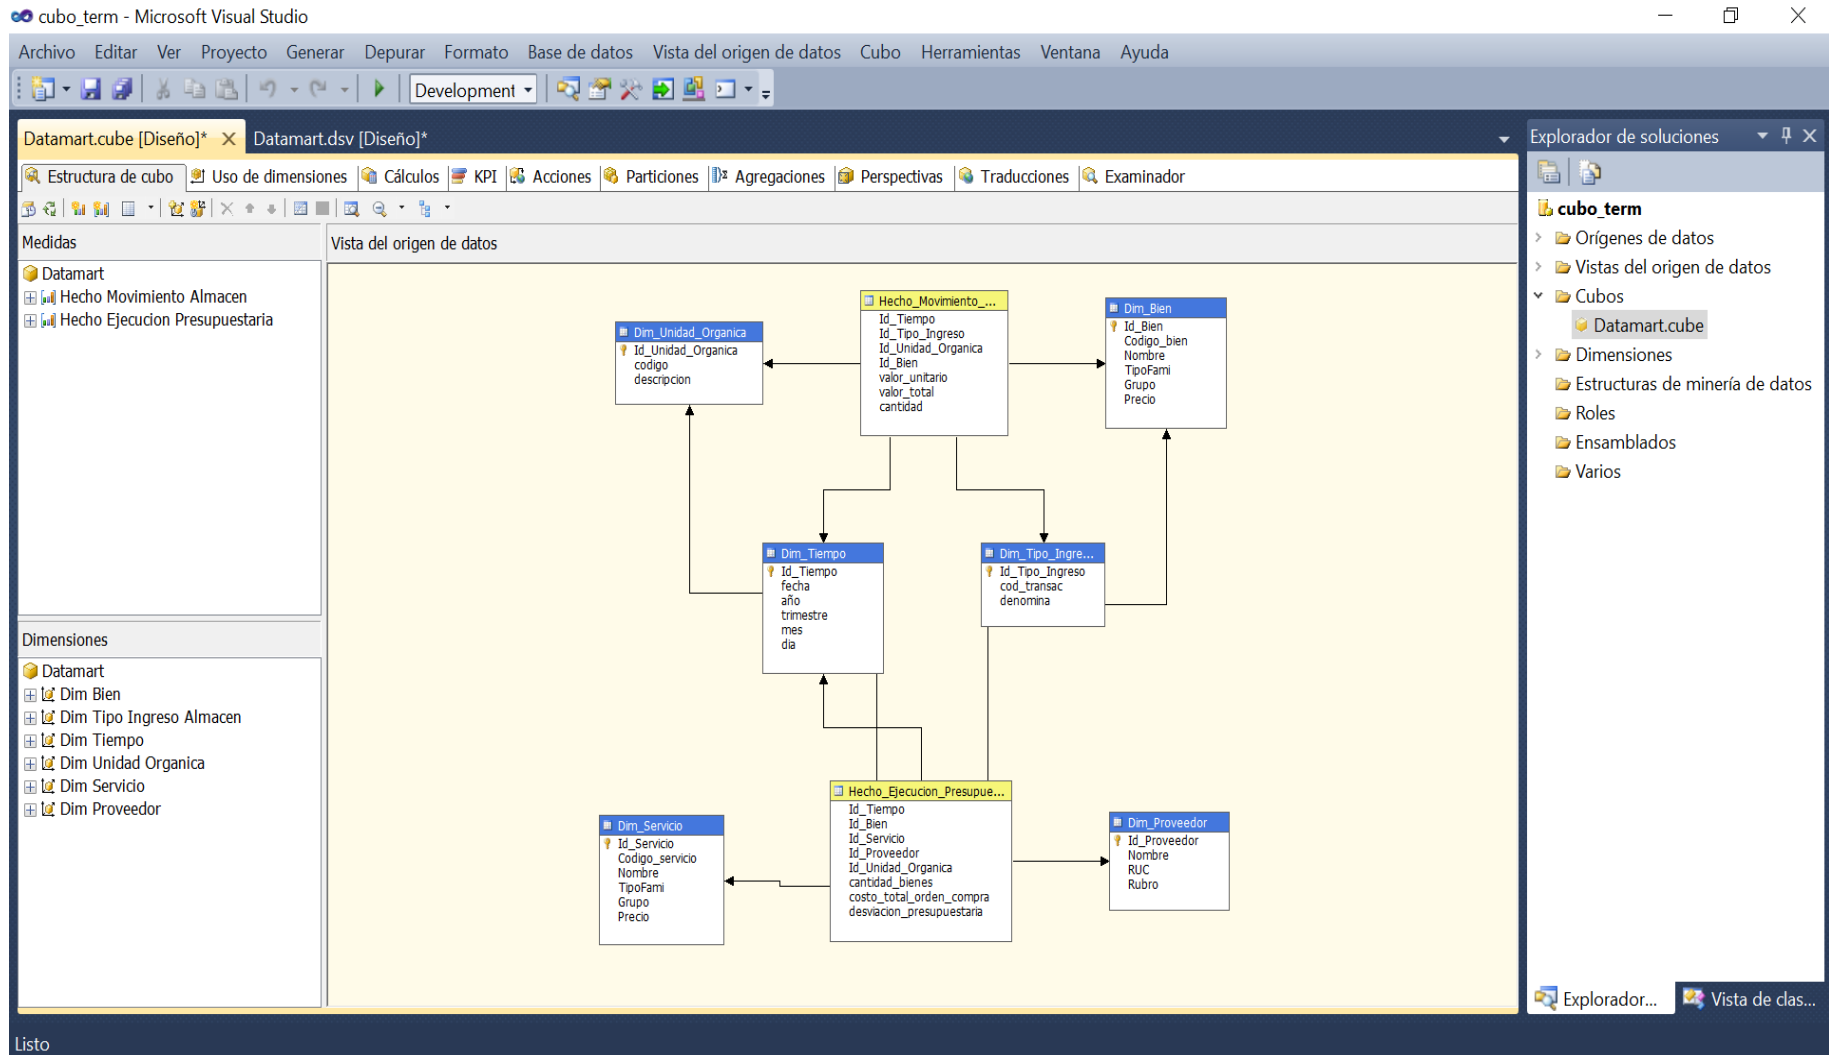 cubo_term - Microsoft Visual Studio
Archivo Editar Ver Proyecto Generar Depurar Formato Base de datos Vista del origen de datos Cubo Herramientas Ventana Ayuda
Development
Datamart.cube [Diseño]* Datamart.dsv [Diseño]*
Estructura de cubo Uso de dimensiones Cálculos KPI Acciones Particiones Agregaciones Perspectivas Traducciones Examinador
Medidas
Datamart
Hecho Movimiento Almacen
Hecho Ejecucion Presupuestaria
Dimensiones
Datamart
Dim Bien
Dim Tipo Ingreso Almacen
Dim Tiempo
Dim Unidad Organica
Dim Servicio
Dim Proveedor
Vista del origen de datos
Dim_Unidad_Organica
Id_Unidad_Organica
codigo
descripcion
Hecho_Movimiento_...
Id_Tiempo
Id_Tipo_Ingreso
Id_Unidad_Organica
Id_Bien
valor_unitario
valor_total
cantidad
Dim_Bien
Id_Bien
Codigo_bien
Nombre
TipoFami
Grupo
Precio
Dim_Tiempo
Id_Tiempo
fecha
año
trimestre
mes
dia
Dim_Tipo_Ingre...
Id_Tipo_Ingreso
cod_transac
denomina
Dim_Servicio
Id_Servicio
Codigo_servicio
Nombre
TipoFami
Grupo
Precio
Hecho_Ejecucion_Presupue...
Id_Tiempo
Id_Bien
Id_Servicio
Id_Proveedor
Id_Unidad_Organica
cantidad_bienes
costo_total_orden_compra
desviacion_presupuestaria
Dim_Proveedor
Id_Proveedor
Nombre
RUC
Rubro
Explorador de soluciones
cubo_term
Orígenes de datos
Vistas del origen de datos
Cubos
Datamart.cube
Dimensiones
Estructuras de minería de datos
Roles
Ensamblados
Varios
Explorador... Vista de clas...
Listo